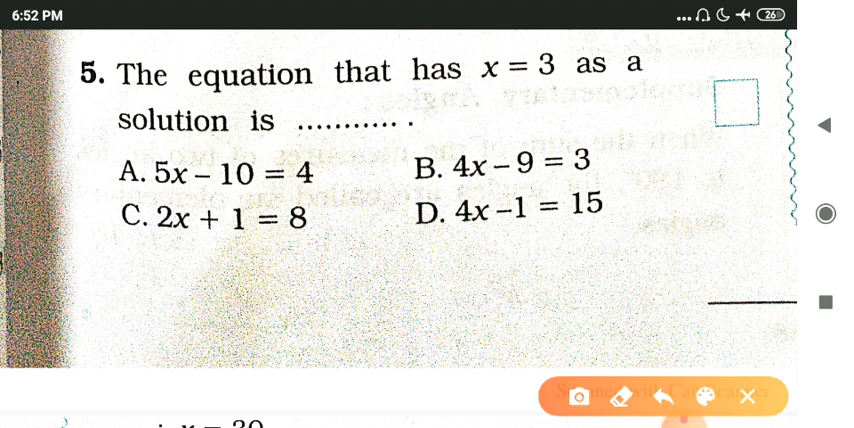 6:52 PM
26
5. The equation that has x = 3 as a
solution is ............ .
A. 5x – 10 = 4
B. 4x – 9 = 3
C. 2x + 1 = 8
D. 4x –1 = 15